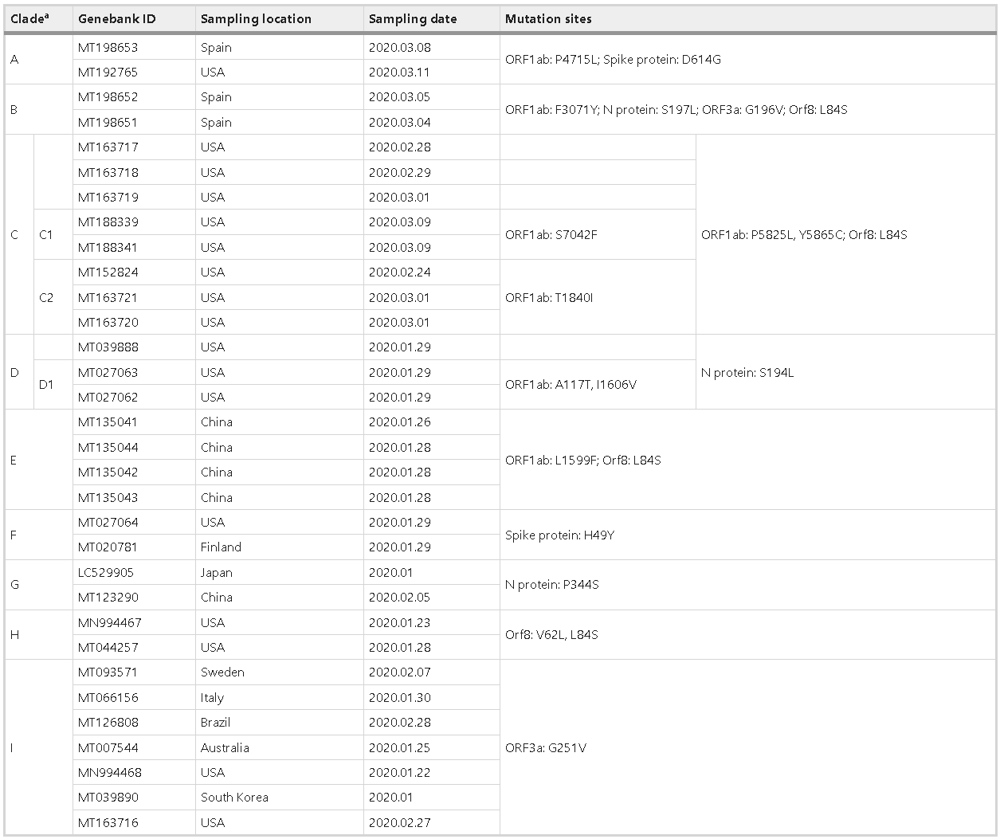 Cladeᵃ Genebank ID Sampling location Sampling date Mutation sites
A MT198653 Spain 2020.03.08 ORF1ab: P4715L; Spike protein: D614G
MT192765 USA 2020.03.11
B MT198652 Spain 2020.03.05 ORF1ab: F3071Y; N protein: S197L; ORF3a: G196V; Orf8: L84S
MT198651 Spain 2020.03.04
C MT163717 USA 2020.02.28 ORF1ab: P5825L, Y5865C; Orf8: L84S
MT163718 USA 2020.02.29
MT163719 USA 2020.03.01
C1 MT188339 USA 2020.03.09 ORF1ab: S7042F
MT188341 USA 2020.03.09
C2 MT152824 USA 2020.02.24 ORF1ab: T1840I
MT163721 USA 2020.03.01
MT163720 USA 2020.03.01
D MT039888 USA 2020.01.29 N protein: S194L
D1 MT027063 USA 2020.01.29 ORF1ab: A117T, I1606V
MT027062 USA 2020.01.29
E MT135041 China 2020.01.26 ORF1ab: L1599F; Orf8: L84S
MT135044 China 2020.01.28
MT135042 China 2020.01.28
MT135043 China 2020.01.28
F MT027064 USA 2020.01.29 Spike protein: H49Y
MT020781 Finland 2020.01.29
G LC529905 Japan 2020.01 N protein: P344S
MT123290 China 2020.02.05
H MN994467 USA 2020.01.23 Orf8: V62L, L84S
MT044257 USA 2020.01.28
I MT093571 Sweden 2020.02.07 ORF3a: G251V
MT066156 Italy 2020.01.30
MT126808 Brazil 2020.02.28
MT007544 Australia 2020.01.25
MN994468 USA 2020.01.22
MT039890 South Korea 2020.01
MT163716 USA 2020.02.27